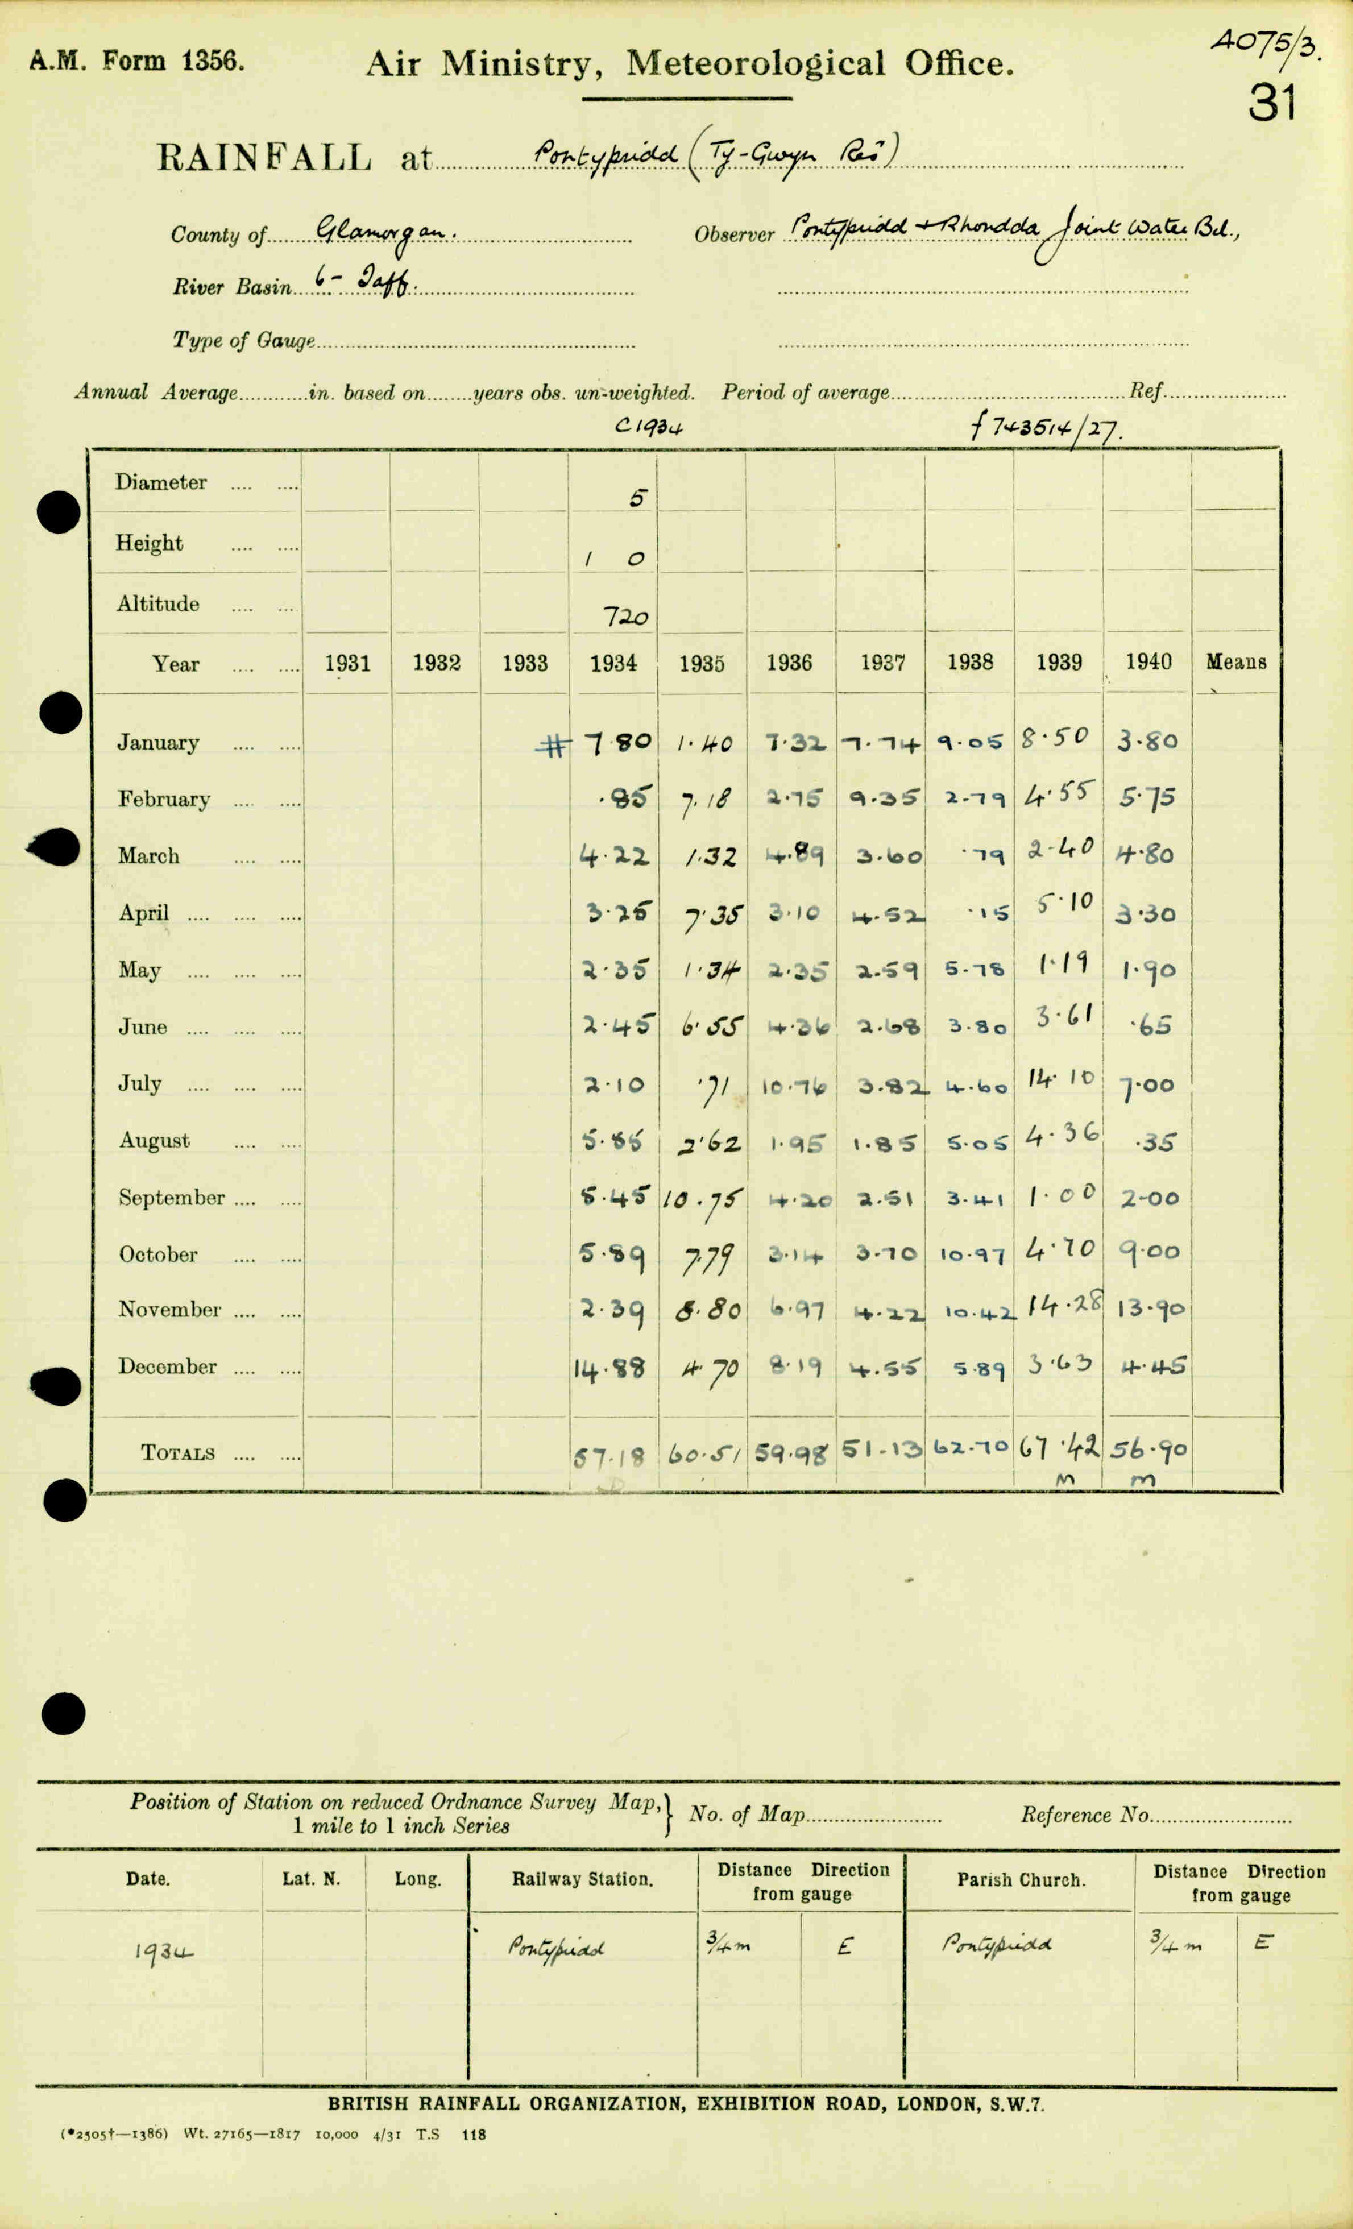 A.M. Form 1356.
Air Ministry, Meteorological Office.
A075/3.
31
RAINFALL at Pontypridd (Ty-Gwyn Resr)
County of Glamorgan.
Observer Pontypridd + Rhondda Joint Water Bd.,
River Basin 6- Taff.
Type of Gauge
Annual Average in. based on years obs. un-weighted. Period of average Ref.
C1934 f 743514/27.
Diameter .... .... 5
Height .... .... 1 0
Altitude .... .... 720
Year .... .... 1931 1932 1933 1934 1935 1936 1937 1938 1939 1940 Means
January .... .... # 7.80 1.40 7.32 7.74 9.05 8.50 3.80
February .... .... .85 7.18 2.75 9.35 2.79 4.55 5.75
March .... .... 4.22 1.32 4.89 3.60 .79 2.40 4.80
April .... .... .... 3.25 7.35 3.10 4.52 .15 5.10 3.30
May .... .... .... 2.35 1.34 2.35 2.59 5.78 1.19 1.90
June .... .... .... 2.45 6.55 4.36 2.68 3.80 3.61 .65
July .... .... .... 2.10 .71 10.76 3.82 4.60 14.10 7.00
August .... .... 5.55 2.62 1.95 1.85 5.05 4.36 .35
September .... .... 5.45 10.75 4.20 2.51 3.41 1.00 2.00
October .... .... 5.89 7.79 3.14 3.70 10.97 4.70 9.00
November .... .... 2.39 8.80 6.97 4.22 10.42 14.28 13.90
December .... .... 14.88 4.70 8.19 4.55 5.89 3.63 4.45
TOTALS .... .... 57.18 60.51 59.98 51.13 62.70 67.42 56.90
m m
Position of Station on reduced Ordnance Survey Map,
1 mile to 1 inch Series
} No. of Map Reference No.
Date. Lat. N. Long. Railway Station. Distance Direction from gauge Parish Church. Distance Direction from gauge
1934 Pontypridd 3/4 m E Pontypridd 3/4 m E
BRITISH RAINFALL ORGANIZATION, EXHIBITION ROAD, LONDON, S.W.7.
(*2505†—1386) Wt. 27165—1817 10,000 4/31 T.S 118